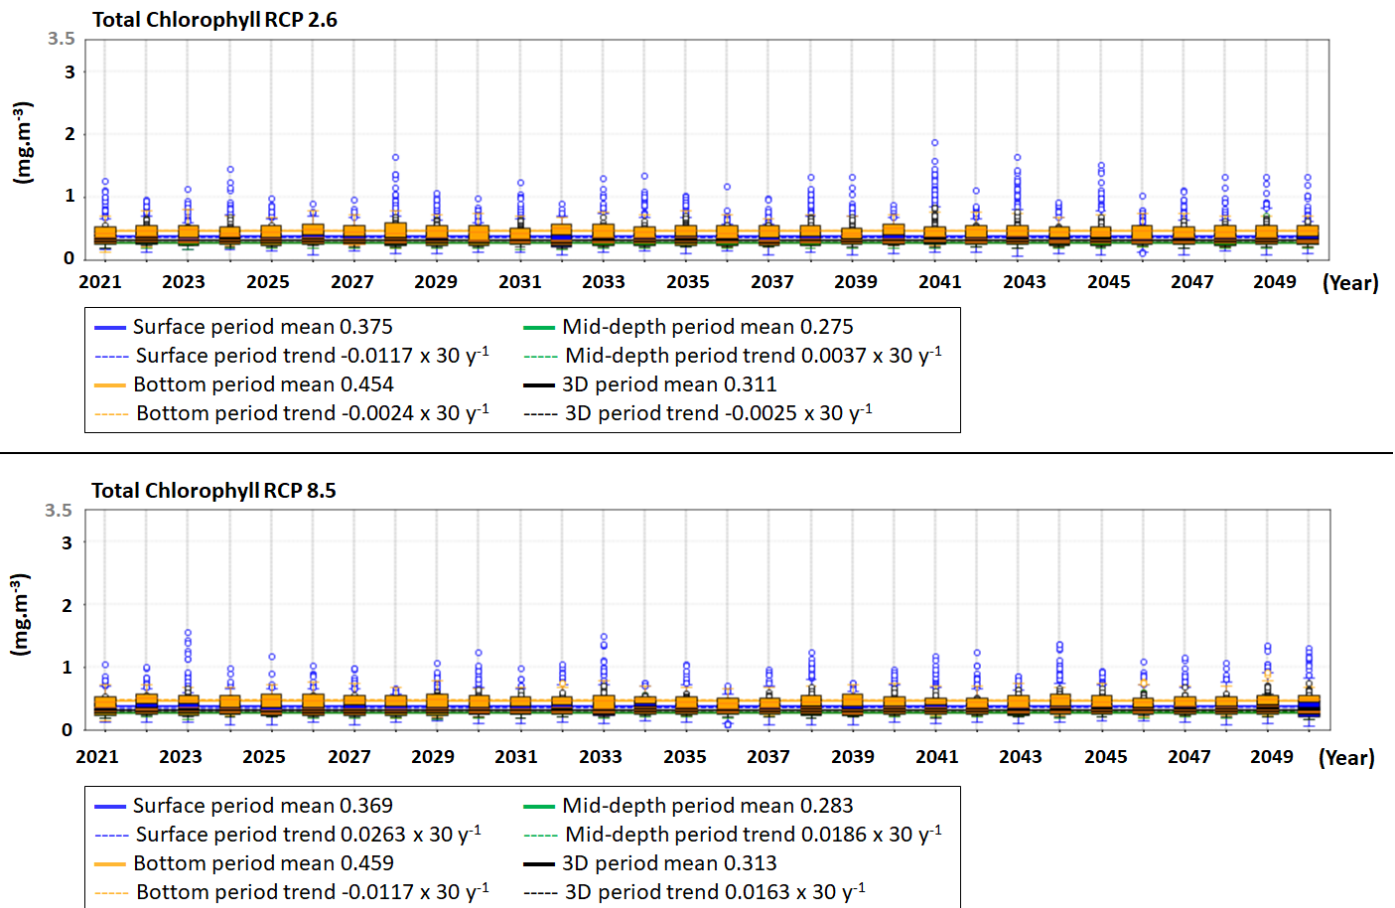 Total Chlorophyll RCP 2.6
3.5
3
2
1
0
(mg.m-3)
2021 2023 2025 2027 2029 2031 2033 2035 2037 2039 2041 2043 2045 2047 2049 (Year)
Surface period mean 0.375 Mid-depth period mean 0.275
Surface period trend -0.0117 x 30 y-1 Mid-depth period trend 0.0037 x 30 y-1
Bottom period mean 0.454 3D period mean 0.311
Bottom period trend -0.0024 x 30 y-1 3D period trend -0.0025 x 30 y-1
Total Chlorophyll RCP 8.5
3.5
3
2
1
0
(mg.m-3)
2021 2023 2025 2027 2029 2031 2033 2035 2037 2039 2041 2043 2045 2047 2049 (Year)
Surface period mean 0.369 Mid-depth period mean 0.283
Surface period trend 0.0263 x 30 y-1 Mid-depth period trend 0.0186 x 30 y-1
Bottom period mean 0.459 3D period mean 0.313
Bottom period trend -0.0117 x 30 y-1 3D period trend 0.0163 x 30 y-1